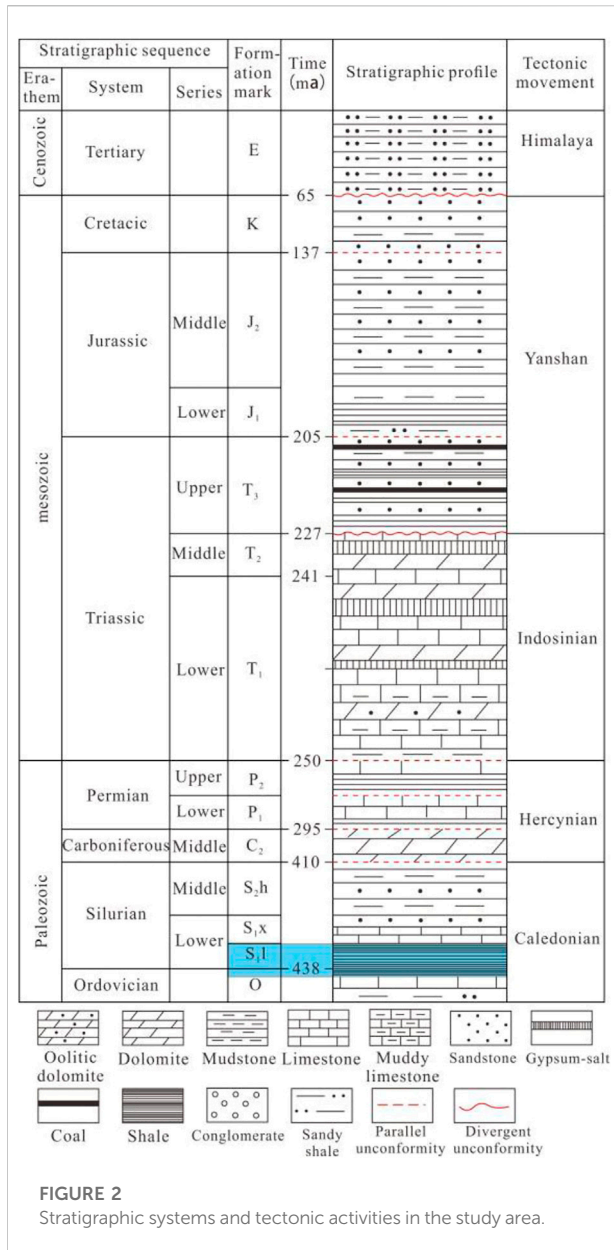 Stratigraphic sequence
Form-
ation
mark
Time
(ma)
Stratigraphic profile
Tectonic
movement
Era-
them
System
Series
Cenozoic
Tertiary
E
Himalaya
65
mesozoic
Cretacic
K
137
Jurassic
Middle
J₂
Yanshan
Lower
J₁
205
Triassic
Upper
T₃
227
Middle
T₂
241
Indosinian
Lower
T₁
250
Paleozoic
Permian
Upper
P₂
Hercynian
Lower
P₁
295
Carboniferous
Middle
C₂
410
Silurian
Middle
S₂h
Caledonian
Lower
S₁x
S₁l
438
Ordovician
O
Oolitic
dolomite
Dolomite
Mudstone
Limestone
Muddy
limestone
Sandstone
Gypsum-salt
Coal
Shale
Conglomerate
Sandy
shale
Parallel
unconformity
Divergent
unconformity
FIGURE 2
Stratigraphic systems and tectonic activities in the study area.